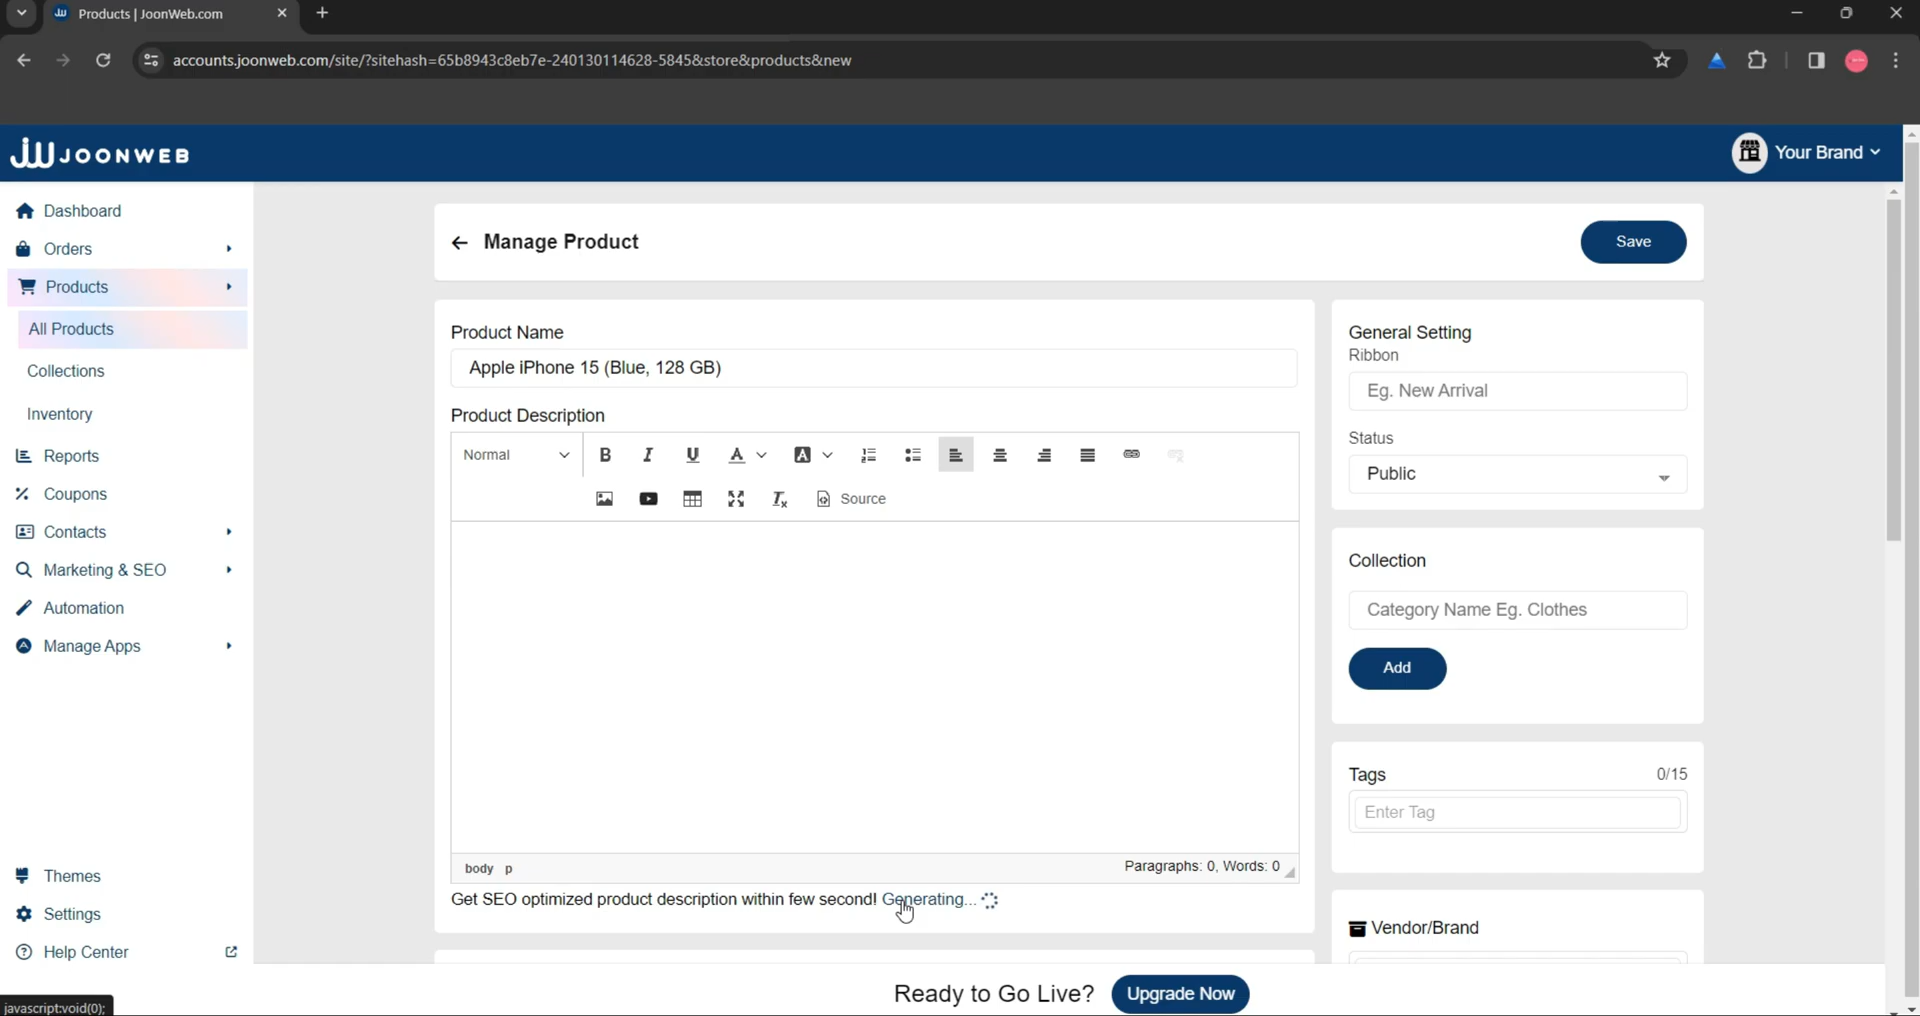 Products | JoonWeb.com
accounts.joonweb.com/site/?sitehash=65b8943c8eb7e-240130114628-5845&store&products&new
JOONWEB
Your Brand
Dashboard
Orders
Products
All Products
Collections
Inventory
Reports
Coupons
Contacts
Marketing & SEO
Automation
Manage Apps
Themes
Settings
Help Center
javascript:void(0);
Manage Product
Save
Product Name
Apple iPhone 15 (Blue, 128 GB)
Product Description
Normal
Source
body p
Paragraphs: 0, Words: 0
Get SEO optimized product description within few second! Generating...
General Setting
Ribbon
Eg. New Arrival
Status
Public
Collection
Category Name Eg. Clothes
Add
Tags 0/15
Enter Tag
Vendor/Brand
Ready to Go Live? Upgrade Now